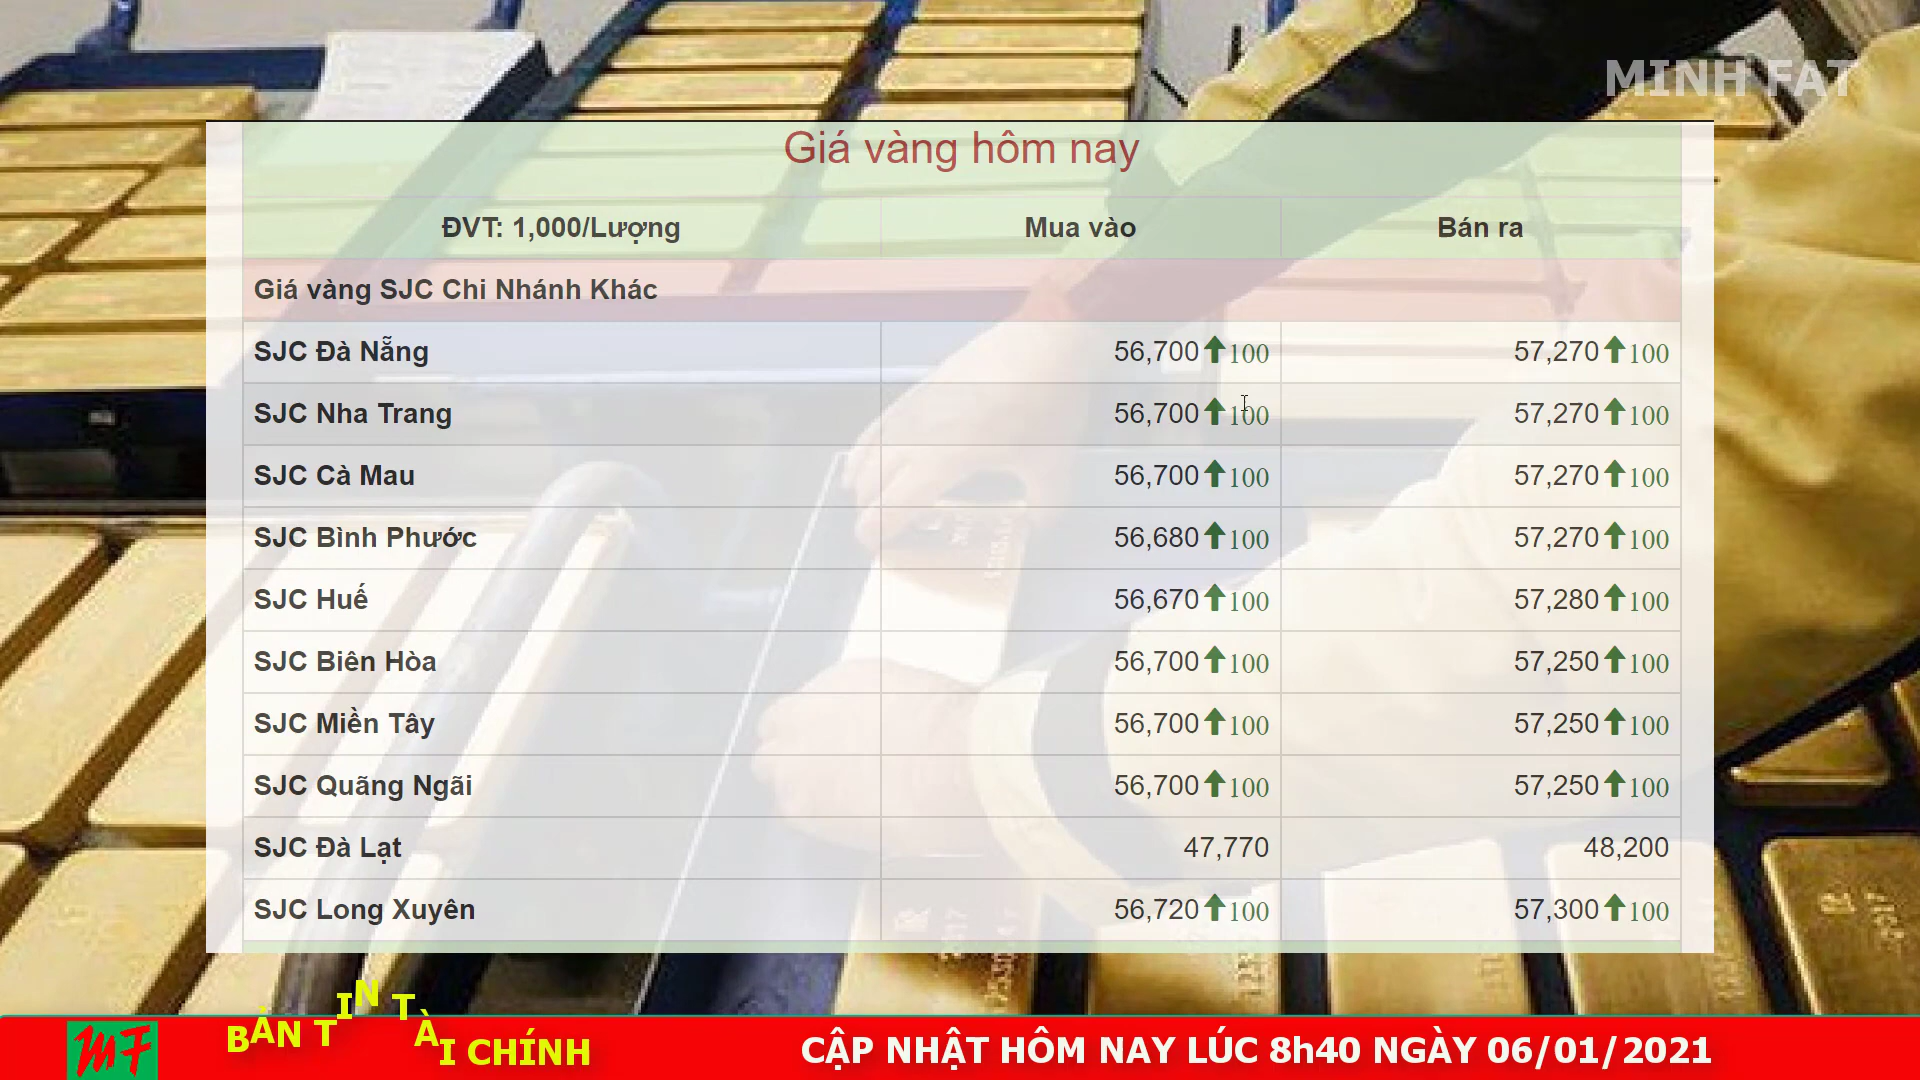 MINH FAT
Giá vàng hôm nay
ĐVT: 1,000/Lượng Mua vào Bán ra
Giá vàng SJC Chi Nhánh Khác
SJC Đà Nẵng 56,700 100 57,270 100
SJC Nha Trang 56,700 100 57,270 100
SJC Cà Mau 56,700 100 57,270 100
SJC Bình Phước 56,680 100 57,270 100
SJC Huế 56,670 100 57,280 100
SJC Biên Hòa 56,700 100 57,250 100
SJC Miền Tây 56,700 100 57,250 100
SJC Quãng Ngãi 56,700 100 57,250 100
SJC Đà Lạt 47,770 48,200
SJC Long Xuyên 56,720 100 57,300 100
MF BẢN TIN TÀI CHÍNH CẬP NHẬT HÔM NAY LÚC 8h40 NGÀY 06/01/2021